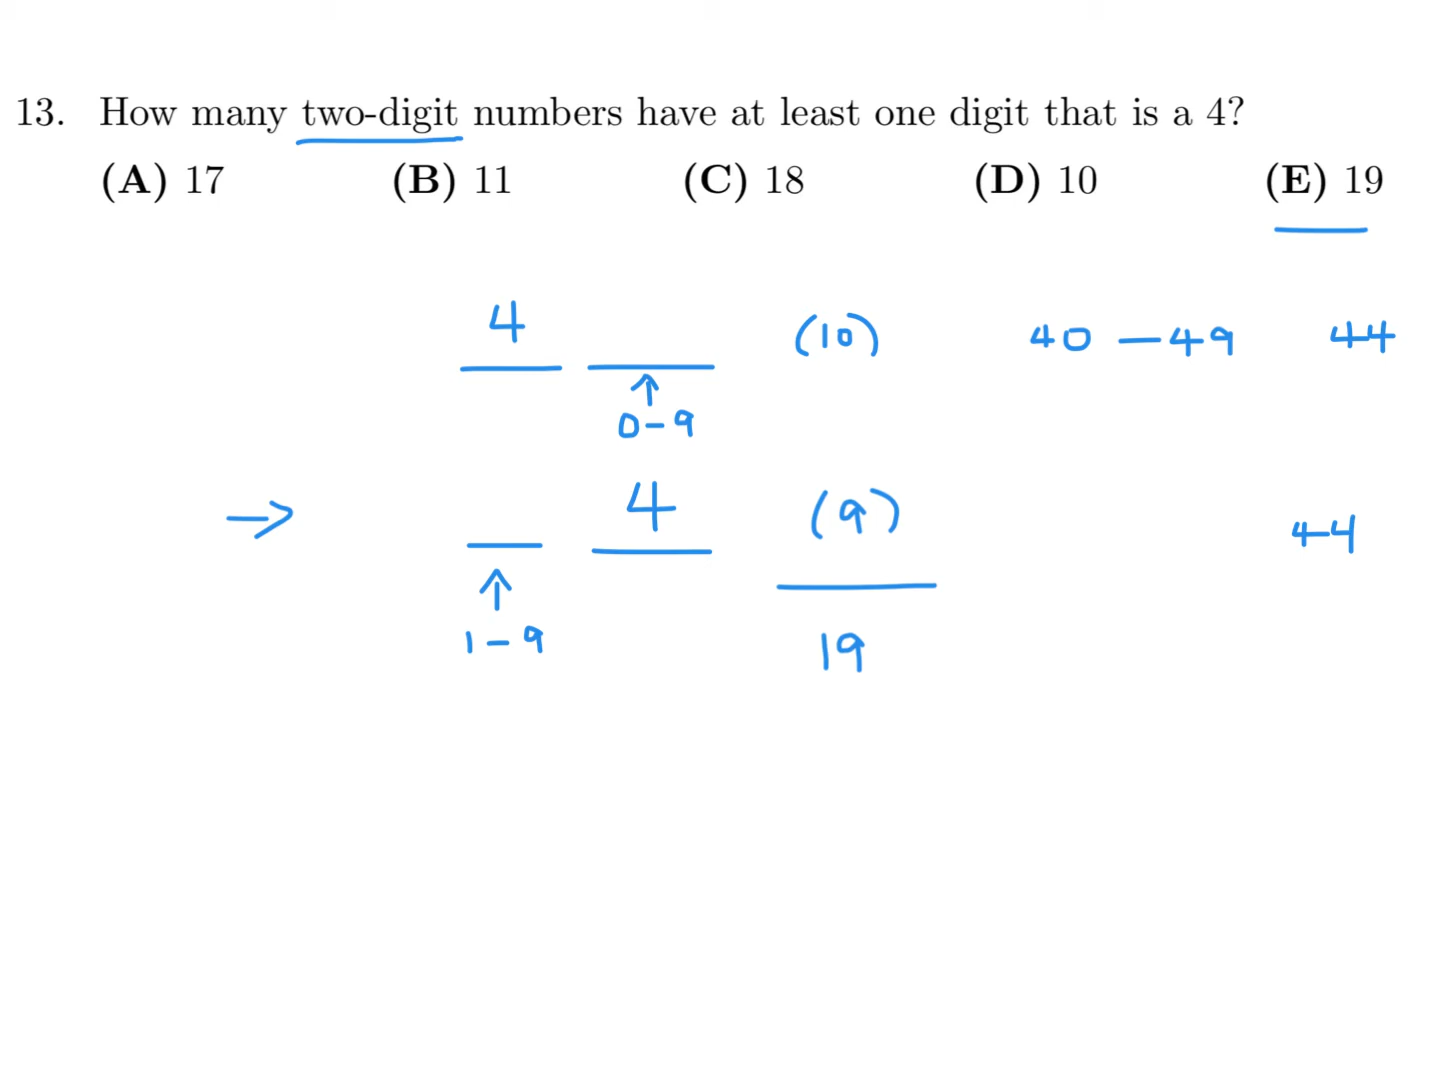 13. How many two-digit numbers have at least one digit that is a 4?
(A) 17 (B) 11 (C) 18 (D) 10 (E) 19
4 (10) 40 — 49 44
0 – 9
→ 4 (9) 44
1 – 9
19